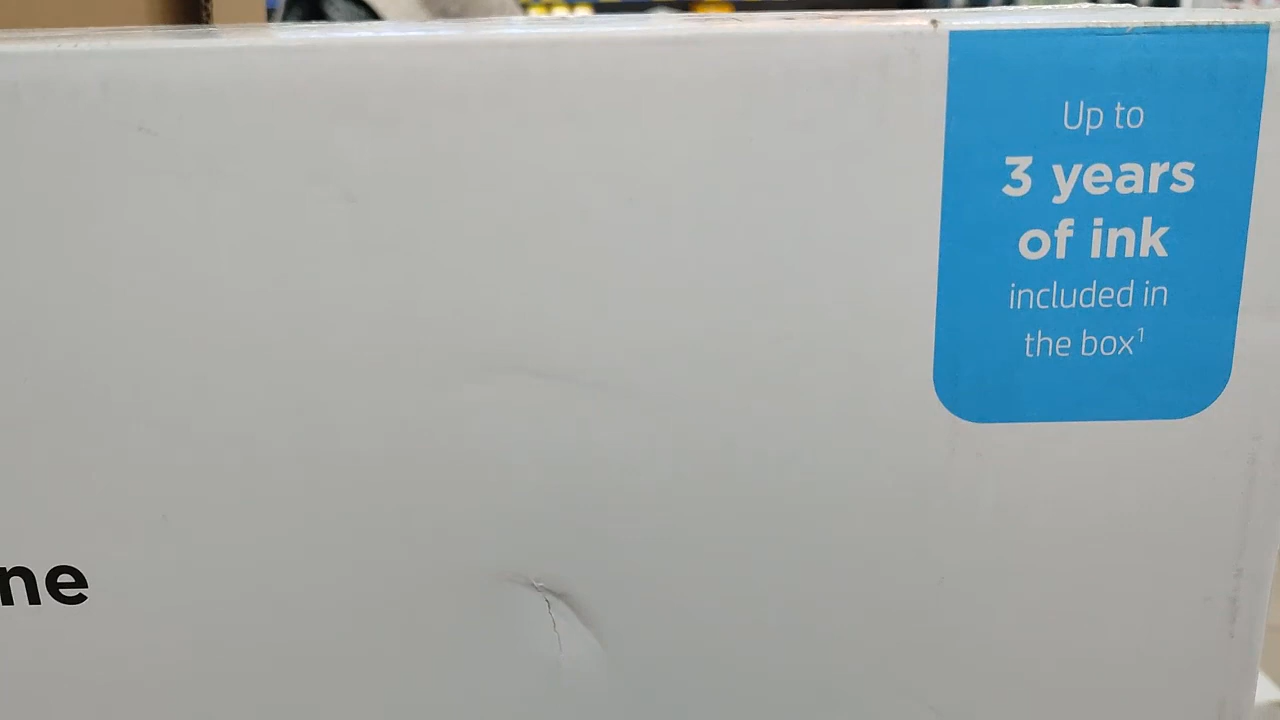 Up to
3 years
of ink
included in
the box¹
ne